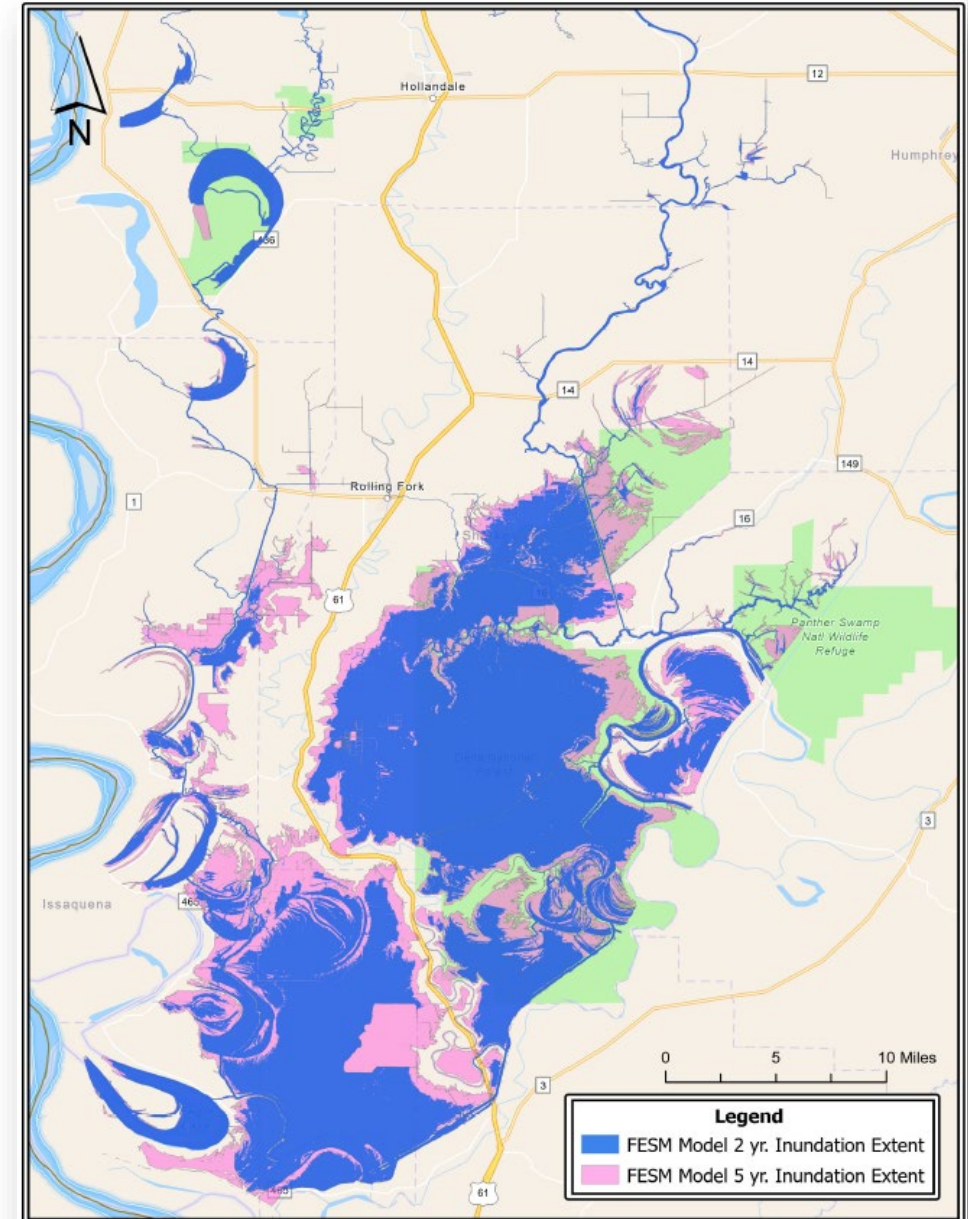 N
Hollandale
12
Humphrey
436
14
14
149
1
Rolling Fork
16
61
Panther Swamp
Natl Wildlife
Refuge
3
Issaquena
465
0 5 10 Miles
3
Legend
FESM Model 2 yr. Inundation Extent
FESM Model 5 yr. Inundation Extent
465
61